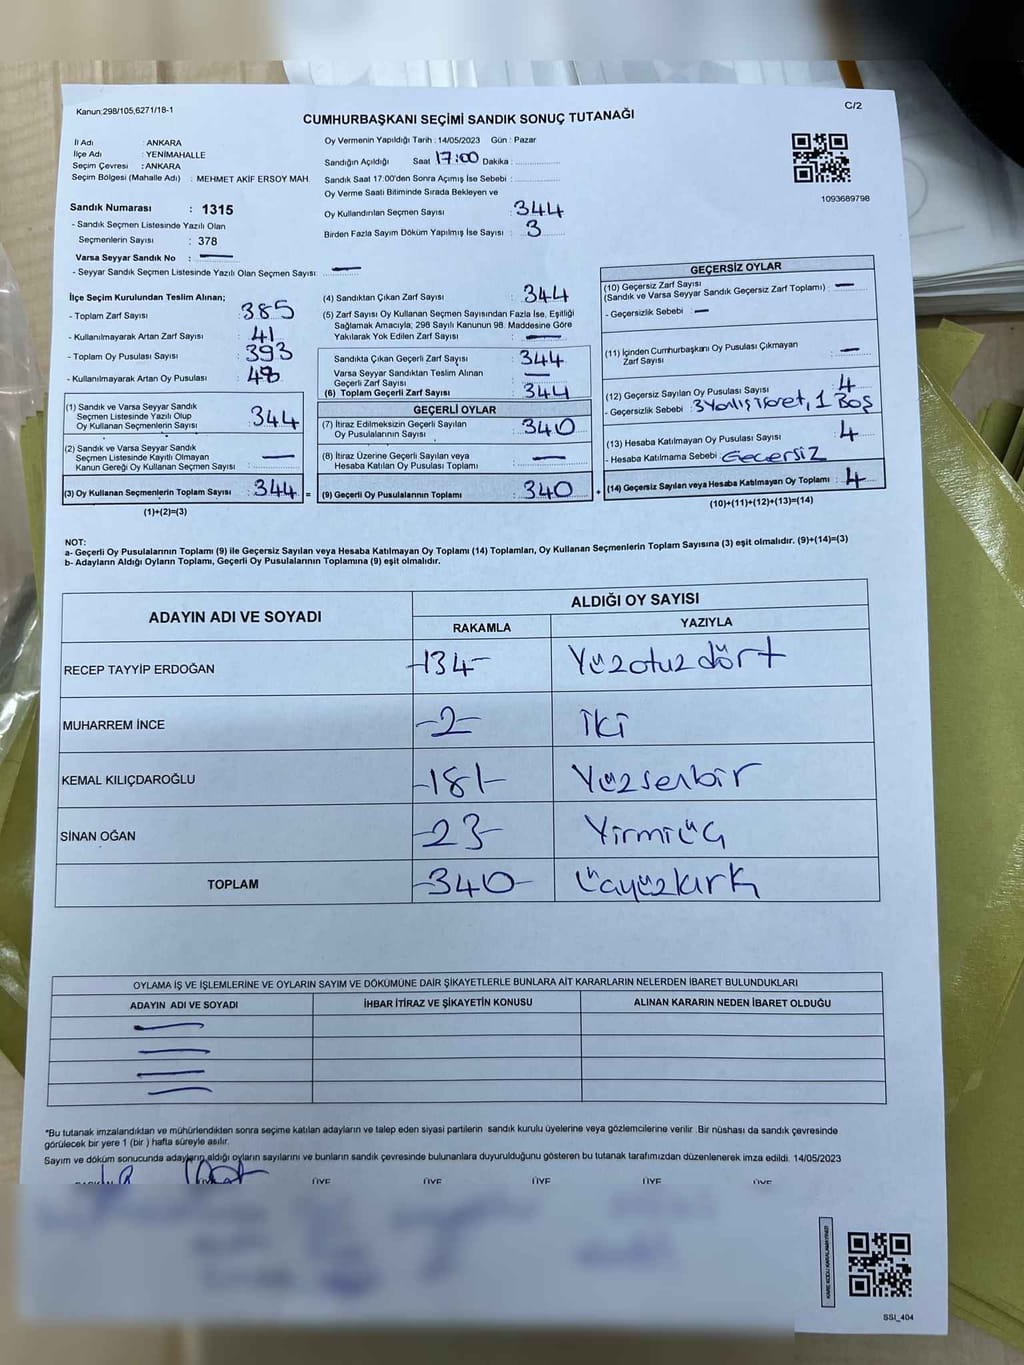 Kanun:298/105,6271/18-1
C/2
CUMHURBAŞKANI SEÇİMİ SANDIK SONUÇ TUTANAĞI
İl Adı : ANKARA
İlçe Adı : YENİMAHALLE
Seçim Çevresi : ANKARA
Seçim Bölgesi (Mahalle Adı) : MEHMET AKİF ERSOY MAH.
Sandık Numarası : 1315
- Sandık Seçmen Listesinde Yazılı Olan
Seçmenlerin Sayısı : 378
Varsa Seyyar Sandık No : —
- Seyyar Sandık Seçmen Listesinde Yazılı Olan Seçmen Sayısı: —
Oy Vermenin Yapıldığı Tarih : 14/05/2023 Gün : Pazar
Sandığın Açıldığı Saat 17:00 Dakika :
Sandık Saat 17.00'den Sonra Açımış İse Sebebi :
Oy Verme Saati Bitiminde Sırada Bekleyen ve
Oy Kullandırılan Seçmen Sayısı : 344
Birden Fazla Sayım Döküm Yapılmış İse Sayısı : 3
1093689798
İlçe Seçim Kurulundan Teslim Alınan;
- Toplam Zarf Sayısı : 385
- Kullanılmayarak Artan Zarf Sayısı : 41
- Toplam Oy Pusulası Sayısı : 393
- Kullanılmayarak Artan Oy Pusulası : 48
(1) Sandık ve Varsa Seyyar Sandık
Seçmen Listesinde Yazılı Olup
Oy Kullanan Seçmenlerin Sayısı : 344
(2) Sandık ve Varsa Seyyar Sandık
Seçmen Listesinde Kayıtlı Olmayan
Kanun Gereği Oy Kullanan Seçmen Sayısı : —
(3) Oy Kullanan Seçmenlerin Toplam Sayısı : 344 =
(1)+(2)=(3)
(4) Sandıktan Çıkan Zarf Sayısı : 344
(5) Zarf Sayısı Oy Kullanan Seçmen Sayısından Fazla İse, Eşitliği
Sağlamak Amacıyla, 298 Sayılı Kanunun 98. Maddesine Göre
Yakılarak Yok Edilen Zarf Sayısı : —
Sandıkta Çıkan Geçerli Zarf Sayısı : 344
Varsa Seyyar Sandıktan Teslim Alınan
Geçerli Zarf Sayısı : —
(6) Toplam Geçerli Zarf Sayısı : 344
GEÇERLİ OYLAR
(7) İtiraz Edilmeksizin Geçerli Sayılan
Oy Pusulalarının Sayısı : 340
(8) İtiraz Üzerine Geçerli Sayılan veya
Hesaba Katılan Oy Pusulası Toplamı : —
(9) Geçerli Oy Pusulalarının Toplamı : 340 +
GEÇERSİZ OYLAR
(10) Geçersiz Zarf Sayısı
(Sandık ve Varsa Seyyar Sandık Geçersiz Zarf Toplamı) : —
- Geçersizlik Sebebi : —
(11) İçinden Cumhurbaşkanı Oy Pusulası Çıkmayan
Zarf Sayısı : —
(12) Geçersiz Sayılan Oy Pusulası Sayısı : 4
- Geçersizlik Sebebi : 3 Yanlış İşaret, 1 Boş
(13) Hesaba Katılmayan Oy Pusulası Sayısı : 4
- Hesaba Katılmama Sebebi : Geçersiz
(14) Geçersiz Sayılan veya Hesaba Katılmayan Oy Toplamı : 4
(10)+(11)+(12)+(13)=(14)
NOT:
a- Geçerli Oy Pusulalarının Toplamı (9) ile Geçersiz Sayılan veya Hesaba Katılmayan Oy Toplamı (14) Toplamları, Oy Kullanan Seçmenlerin Toplam Sayısına (3) eşit olmalıdır. (9)+(14)=(3)
b- Adayların Aldığı Oyların Toplamı, Geçerli Oy Pusulalarının Toplamına (9) eşit olmalıdır.
ADAYIN ADI VE SOYADI
ALDIĞI OY SAYISI
RAKAMLA YAZIYLA
RECEP TAYYİP ERDOĞAN -134- Yüzotuzdört
MUHARREM İNCE -2- iki
KEMAL KILIÇDAROĞLU -181- Yüzsenbir
SİNAN OĞAN -23- Yirmiüç
TOPLAM -340- Üçyüzkırk
OYLAMA İŞ VE İŞLEMLERİNE VE OYLARIN SAYIM VE DÖKÜMÜNE DAİR ŞİKAYETLERLE BUNLARA AİT KARARLARIN NELERDEN İBARET BULUNDUKLARI
ADAYIN ADI VE SOYADI İHBAR İTİRAZ VE ŞİKAYETİN KONUSU ALINAN KARARIN NEDEN İBARET OLDUĞU
*Bu tutanak imzalandıktan ve mühürlendikten sonra seçime katılan adayların ve talep eden siyasi partilerin sandık kurulu üyelerine veya gözlemcilerine verilir .Bir nüshası da sandık çevresinde
görülecek bir yere 1 (bir ) hafta süreyle asılır.
Sayım ve döküm sonucunda adayların aldığı oyların sayılarını ve bunların sandık çevresinde bulunanlara duyurulduğunu gösteren bu tutanak tarafımızdan düzenlenerek imza edildi. 14/05/2023
ÜYE ÜYE ÜYE ÜYE ÜYE
SSI_404